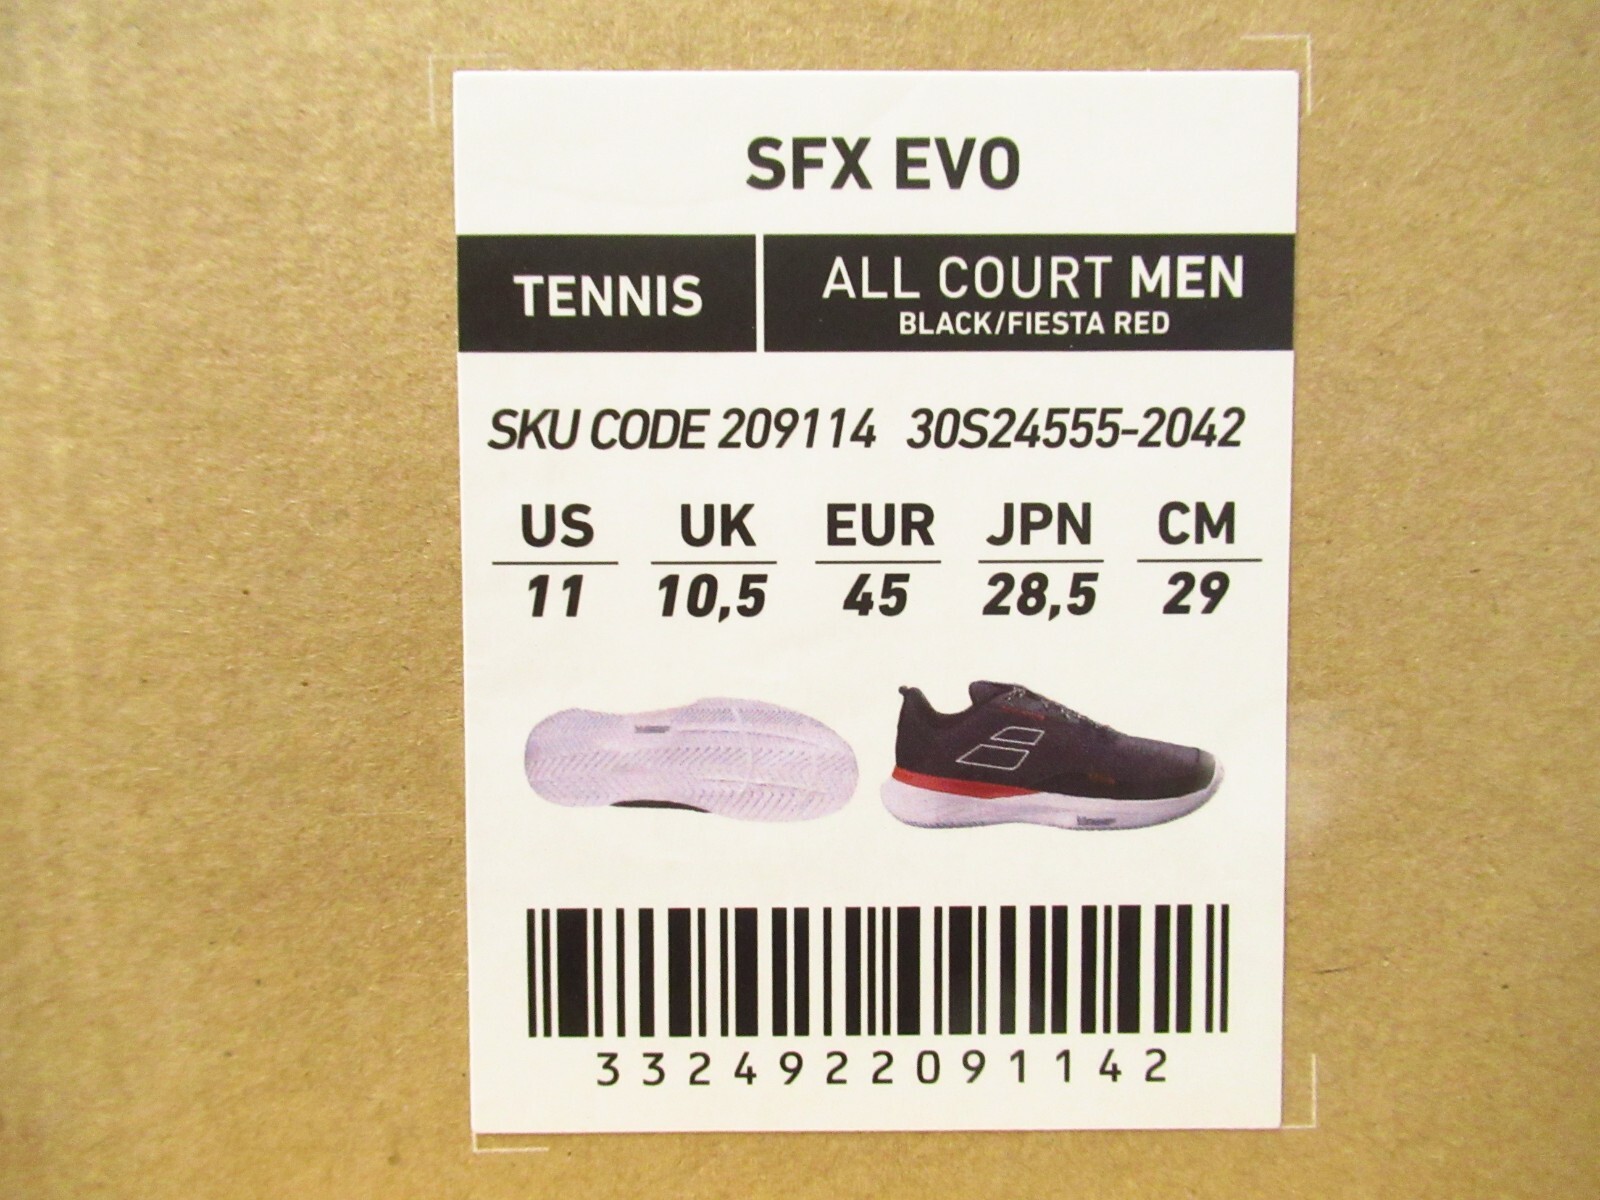 SFX EVO
TENNIS
ALL COURT MEN
BLACK/FIESTA RED
SKU CODE 209114 30S24555-2042
US UK EUR JPN CM
11 10,5 45 28,5 29
3324922091142